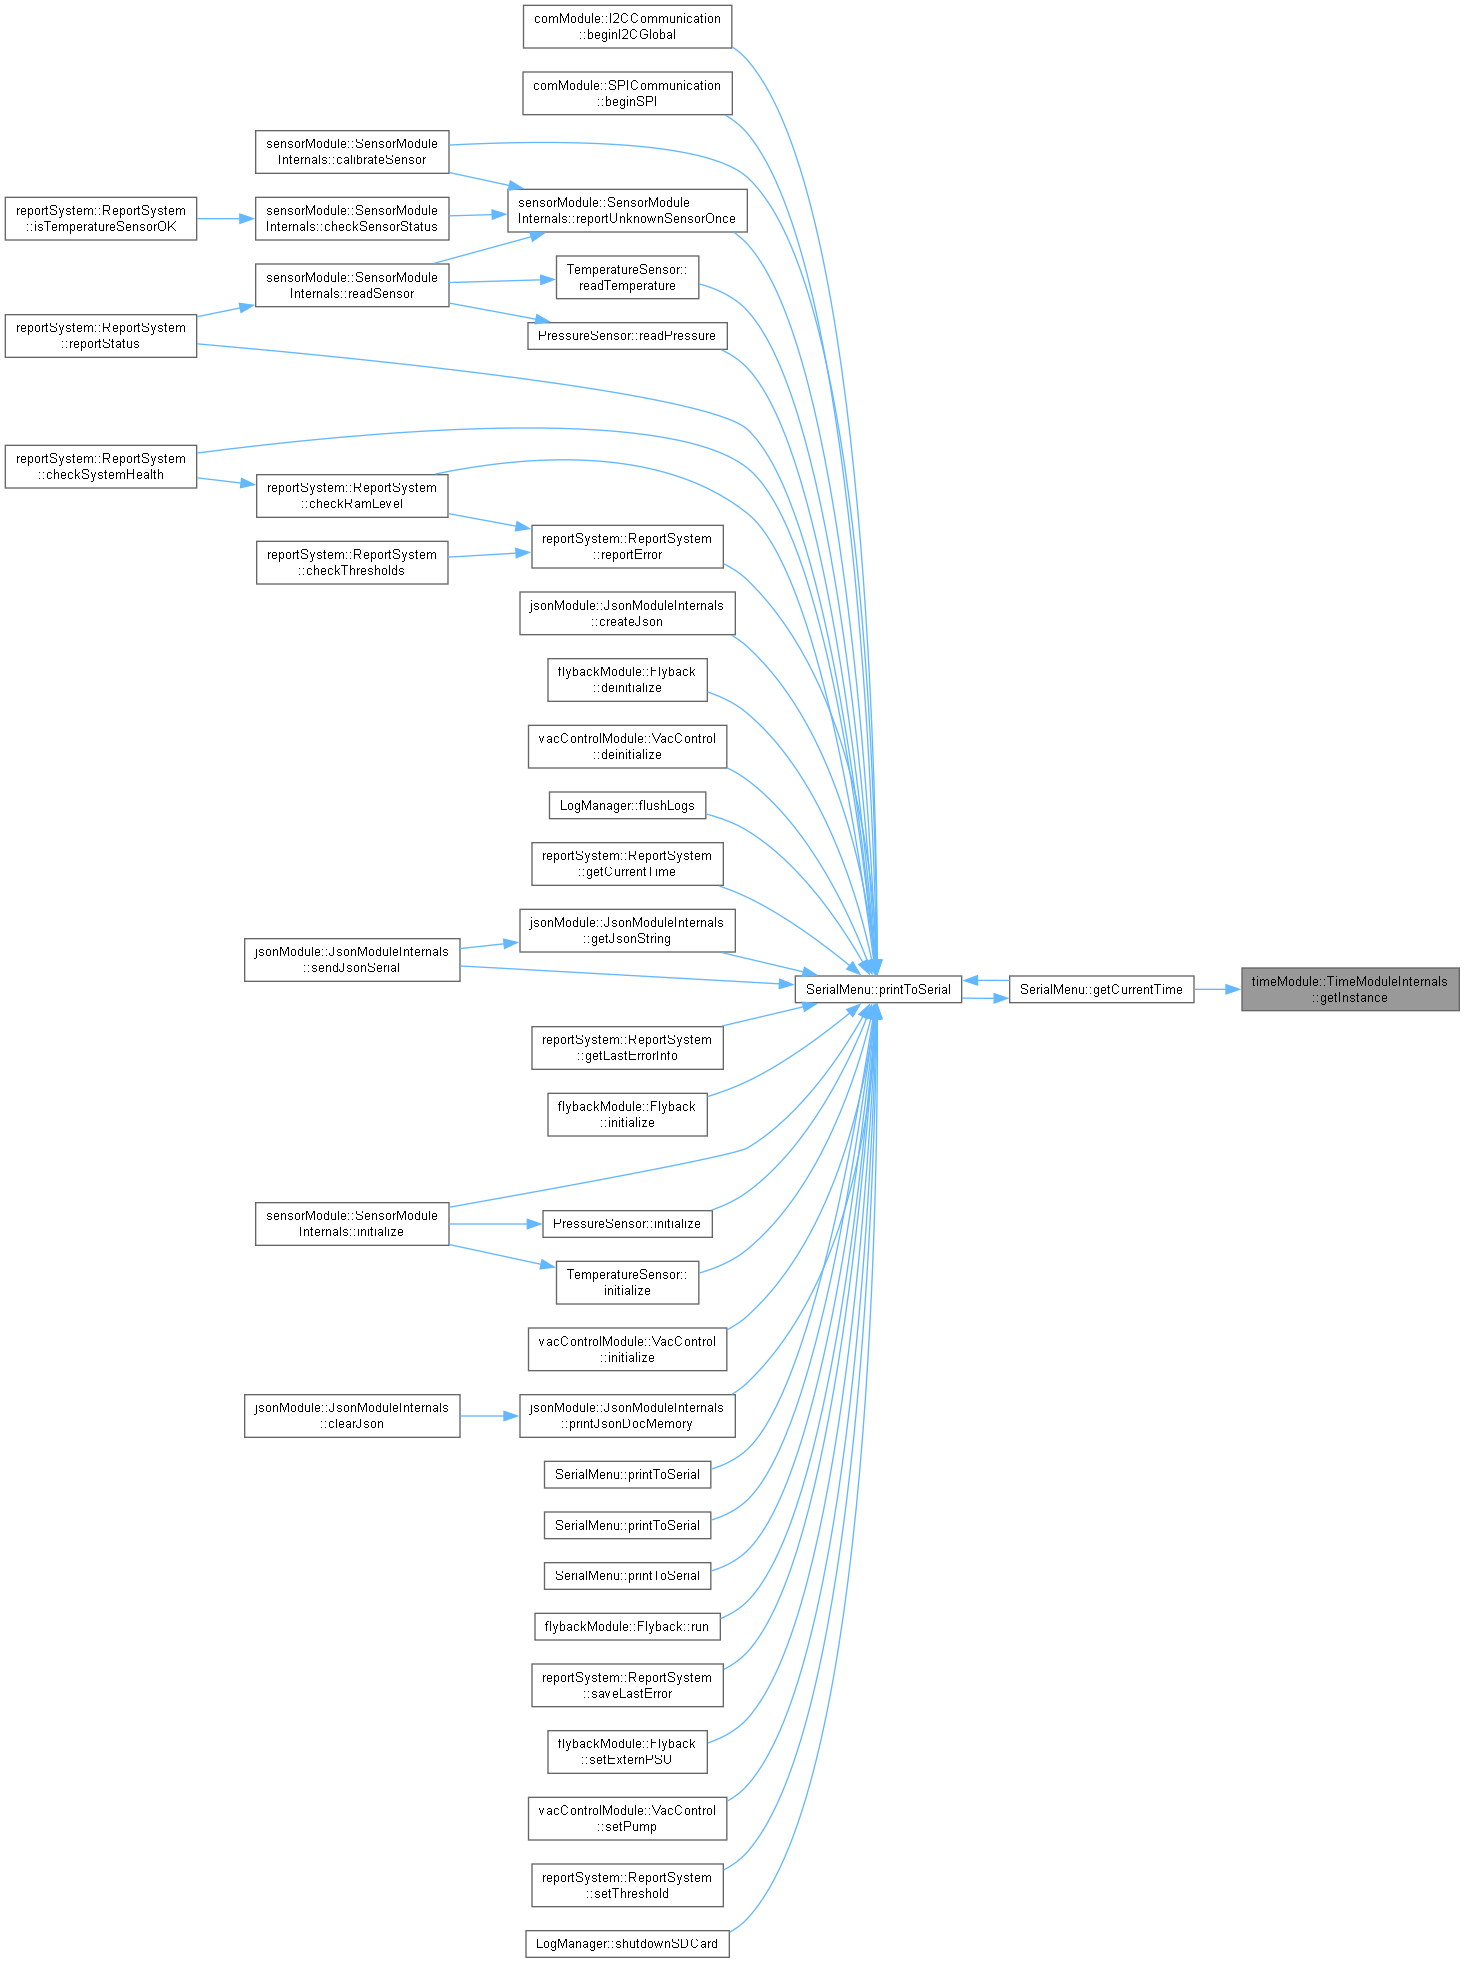 comModule::I2CCommunication
::beginI2CGlobal
comModule::SPICommunication
::beginSPI
sensorModule::SensorModule
Internals::calibrateSensor
sensorModule::SensorModule
Internals::reportUnknownSensorOnce
reportSystem::ReportSystem
::isTemperatureSensorOK
sensorModule::SensorModule
Internals::checkSensorStatus
sensorModule::SensorModule
Internals::readSensor
TemperatureSensor::
readTemperature
reportSystem::ReportSystem
::reportStatus
PressureSensor::readPressure
reportSystem::ReportSystem
::checkSystemHealth
reportSystem::ReportSystem
::checkRamLevel
reportSystem::ReportSystem
::reportError
reportSystem::ReportSystem
::checkThresholds
jsonModule::JsonModuleInternals
::createJson
flybackModule::Flyback
::deinitialize
vacControlModule::VacControl
::deinitialize
LogManager::flushLogs
reportSystem::ReportSystem
::getCurrentTime
jsonModule::JsonModuleInternals
::getJsonString
jsonModule::JsonModuleInternals
::sendJsonSerial
SerialMenu::printToSerial
SerialMenu::getCurrentTime
timeModule::TimeModuleInternals
::getInstance
reportSystem::ReportSystem
::getLastErrorInfo
flybackModule::Flyback
::initialize
sensorModule::SensorModule
Internals::initialize
PressureSensor::initialize
TemperatureSensor::
initialize
vacControlModule::VacControl
::initialize
jsonModule::JsonModuleInternals
::clearJson
jsonModule::JsonModuleInternals
::printJsonDocMemory
SerialMenu::printToSerial
SerialMenu::printToSerial
SerialMenu::printToSerial
flybackModule::Flyback::run
reportSystem::ReportSystem
::saveLastError
flybackModule::Flyback
::setExternPSU
vacControlModule::VacControl
::setPump
reportSystem::ReportSystem
::setThreshold
LogManager::shutdownSDCard